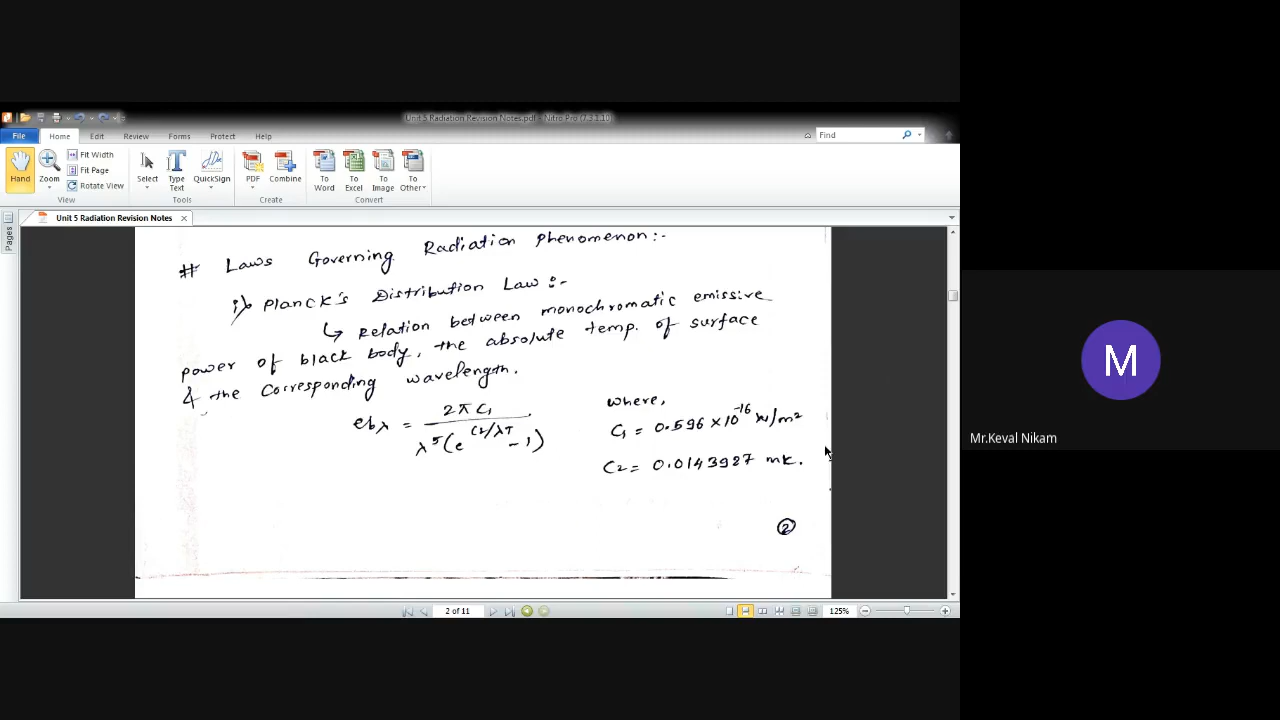 Unit 5 Radiation Revision Notes.pdf - Nitro Pro (7.3.1.10)
File Home Edit Review Forms Protect Help Find
Hand Zoom Fit Width Fit Page Rotate View Select Type Text QuickSign PDF Combine To Word To Excel To Image To Other
View Tools Create Convert
Pages Unit 5 Radiation Revision Notes
# Laws Governing Radiation Phenomenon:-
i) Planck's Distribution Law:-
↳ Relation between monochromatic emissive
power of black body, the absolute temp. of surface
& the corresponding wavelength.
ebλ = 2πC₁ / λ⁵(e^(C₂/λT) - 1)
where,
C₁ = 0.596 × 10⁻¹⁶ W/m²
C₂ = 0.0143927 mk.
②
2 of 11 125%
M
Mr.Keval Nikam